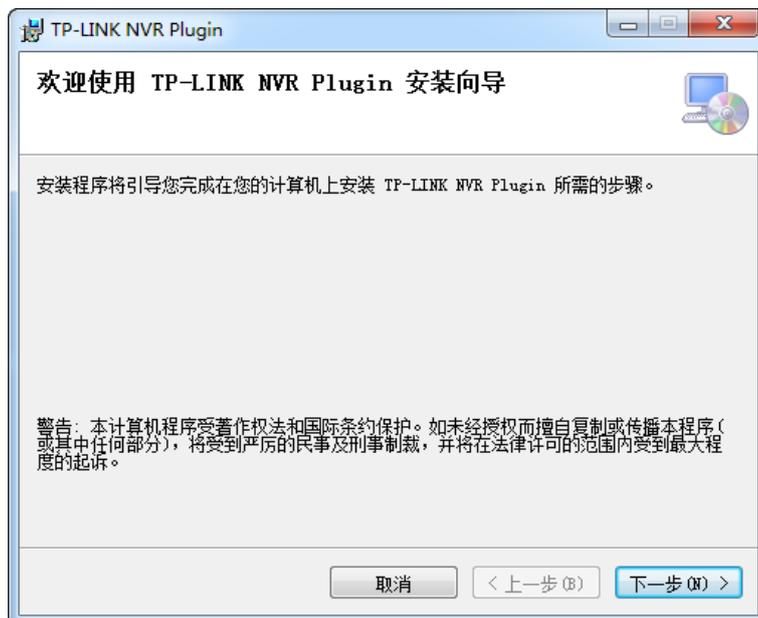 TP-LINK NVR Plugin
欢迎使用 TP-LINK NVR Plugin 安装向导
安装程序将引导您完成在您的计算机上安装 TP-LINK NVR Plugin 所需的步骤。
警告: 本计算机程序受著作权法和国际条约保护。如未经授权而擅自复制或传播本程序(
或其中任何部分)，将受到严厉的民事及刑事制裁，并将在法律许可的范围内受到最大程
度的起诉。
取消 < 上一步(B) 下一步(N) >